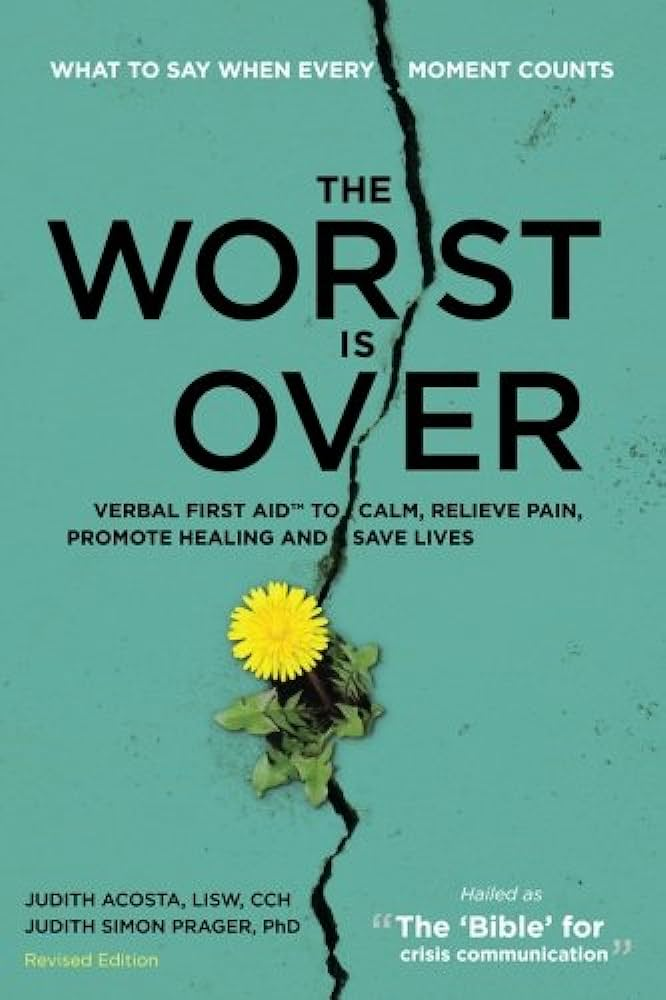 WHAT TO SAY WHEN EVERY MOMENT COUNTS
THE
WORST
IS
OVER
VERBAL FIRST AID™ TO CALM, RELIEVE PAIN,
PROMOTE HEALING AND SAVE LIVES
JUDITH ACOSTA, LISW, CCH
JUDITH SIMON PRAGER, PhD
Revised Edition
Hailed as
“The ‘Bible’ for
crisis communication”